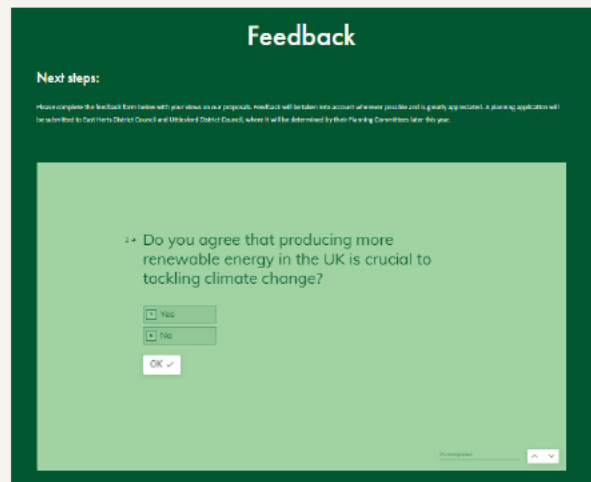 Feedback
Next steps:
Please complete the feedback form below with your views on our proposals. Feedback will be taken into account wherever possible and is greatly appreciated. A planning application will
be submitted to East Herts District Council and Uttlesford District Council, where it will be determined by their Planning Committees later this year.
Do you agree that producing more
renewable energy in the UK is crucial to
tackling climate change?
Y Yes
N No
OK ✓